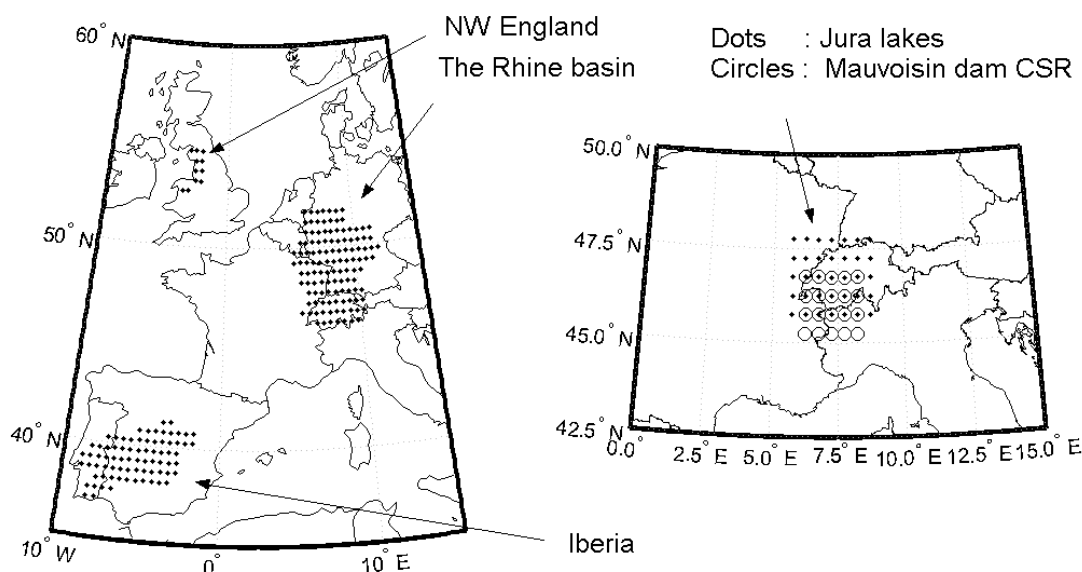 NW England
The Rhine basin
Dots : Jura lakes
Circles : Mauvoisin dam CSR
60° N
50° N
40° N
10° W
0°
10° E
Iberia
50.0° N
47.5° N
45.0° N
42.5° N
0.0°
2.5° E
5.0° E
7.5° E
10.0° E
12.5° E
15.0° E